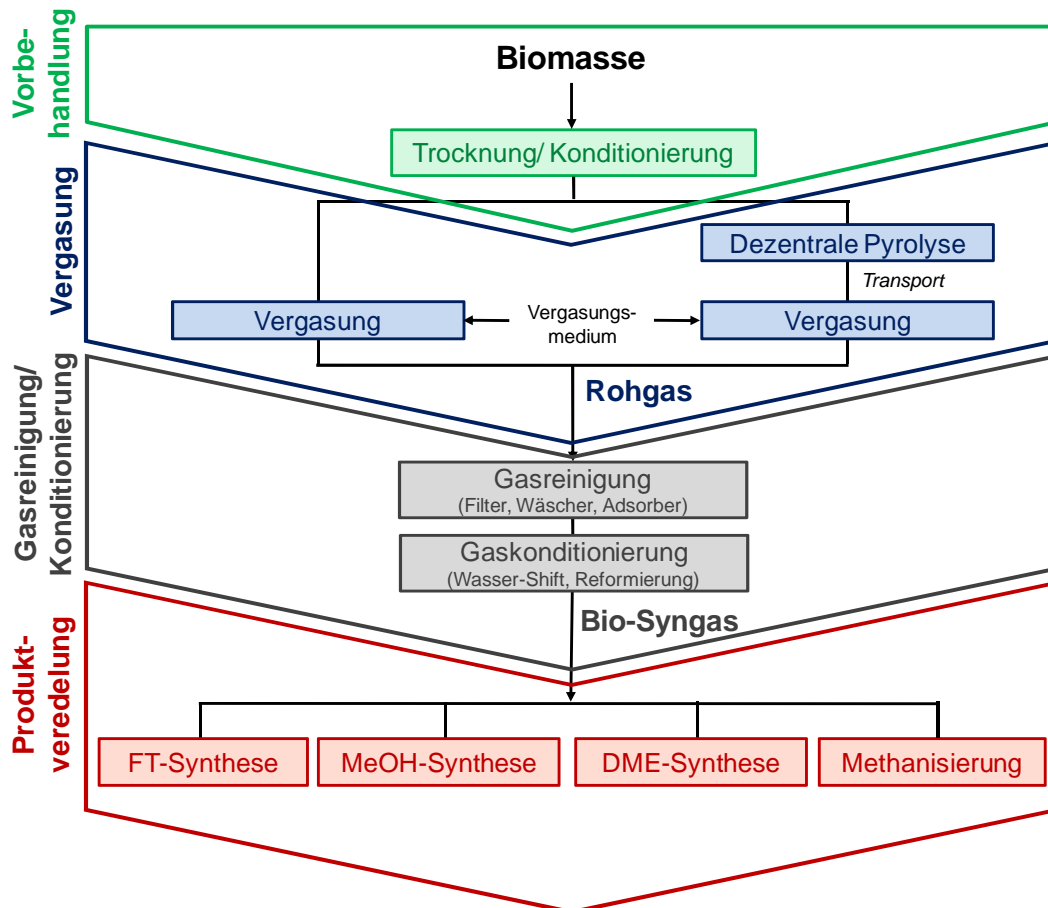 Vorbe-
handlung
Biomasse
Trocknung/ Konditionierung
Vergasung
Dezentrale Pyrolyse
Transport
Vergasung
Vergasungs-
medium
Vergasung
Rohgas
Gasreinigung/
Konditionierung
Gasreinigung
(Filter, Wäscher, Adsorber)
Gaskonditionierung
(Wasser-Shift, Reformierung)
Bio-Syngas
Produkt-
veredelung
FT-Synthese
MeOH-Synthese
DME-Synthese
Methanisierung